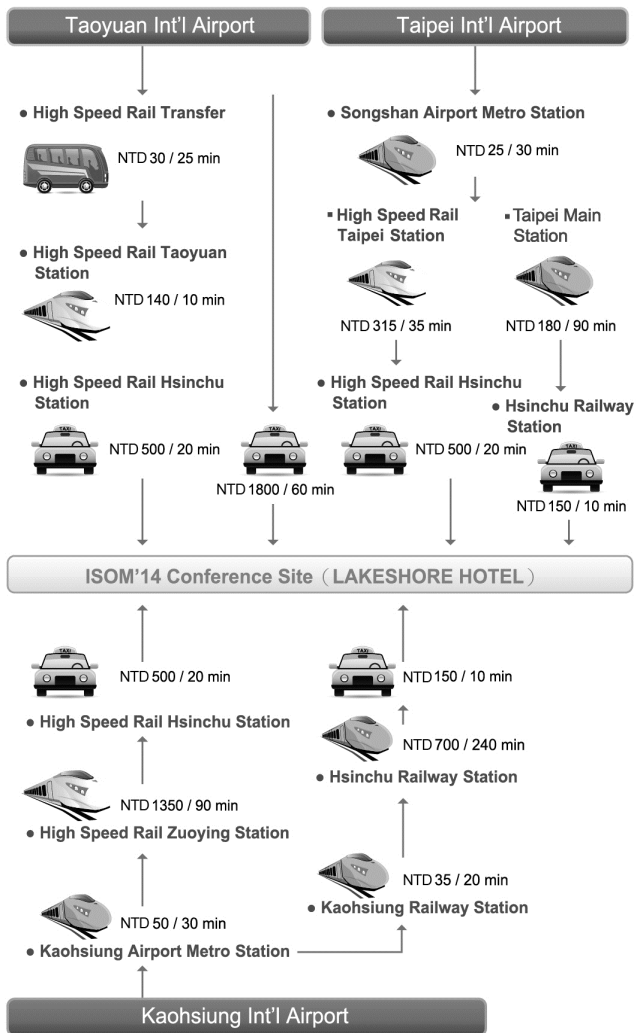 Taoyuan Int'l Airport
● High Speed Rail Transfer
NTD 30 / 25 min
● High Speed Rail Taoyuan
Station
NTD 140 / 10 min
● High Speed Rail Hsinchu
Station
TAXI
NTD 500 / 20 min
TAXI
NTD 1800 / 60 min
Taipei Int'l Airport
● Songshan Airport Metro Station
NTD 25 / 30 min
▪ High Speed Rail
Taipei Station
NTD 315 / 35 min
● High Speed Rail Hsinchu
Station
TAXI
NTD 500 / 20 min
▪ Taipei Main
Station
NTD 180 / 90 min
● Hsinchu Railway
Station
TAXI
NTD 150 / 10 min
ISOM'14 Conference Site（LAKESHORE HOTEL）
TAXI
NTD 500 / 20 min
● High Speed Rail Hsinchu Station
NTD 1350 / 90 min
● High Speed Rail Zuoying Station
NTD 50 / 30 min
● Kaohsiung Airport Metro Station
TAXI
NTD 150 / 10 min
NTD 700 / 240 min
● Hsinchu Railway Station
NTD 35 / 20 min
● Kaohsiung Railway Station
Kaohsiung Int'l Airport